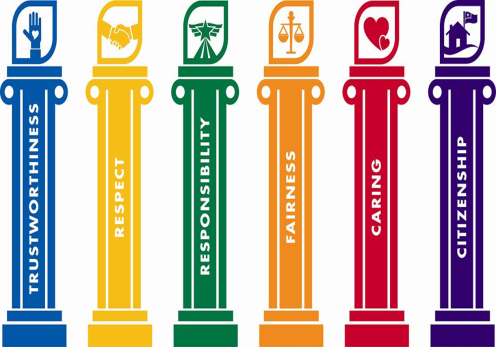 TRUSTWORTHINESS
RESPECT
RESPONSIBILITY
FAIRNESS
CARING
CITIZENSHIP